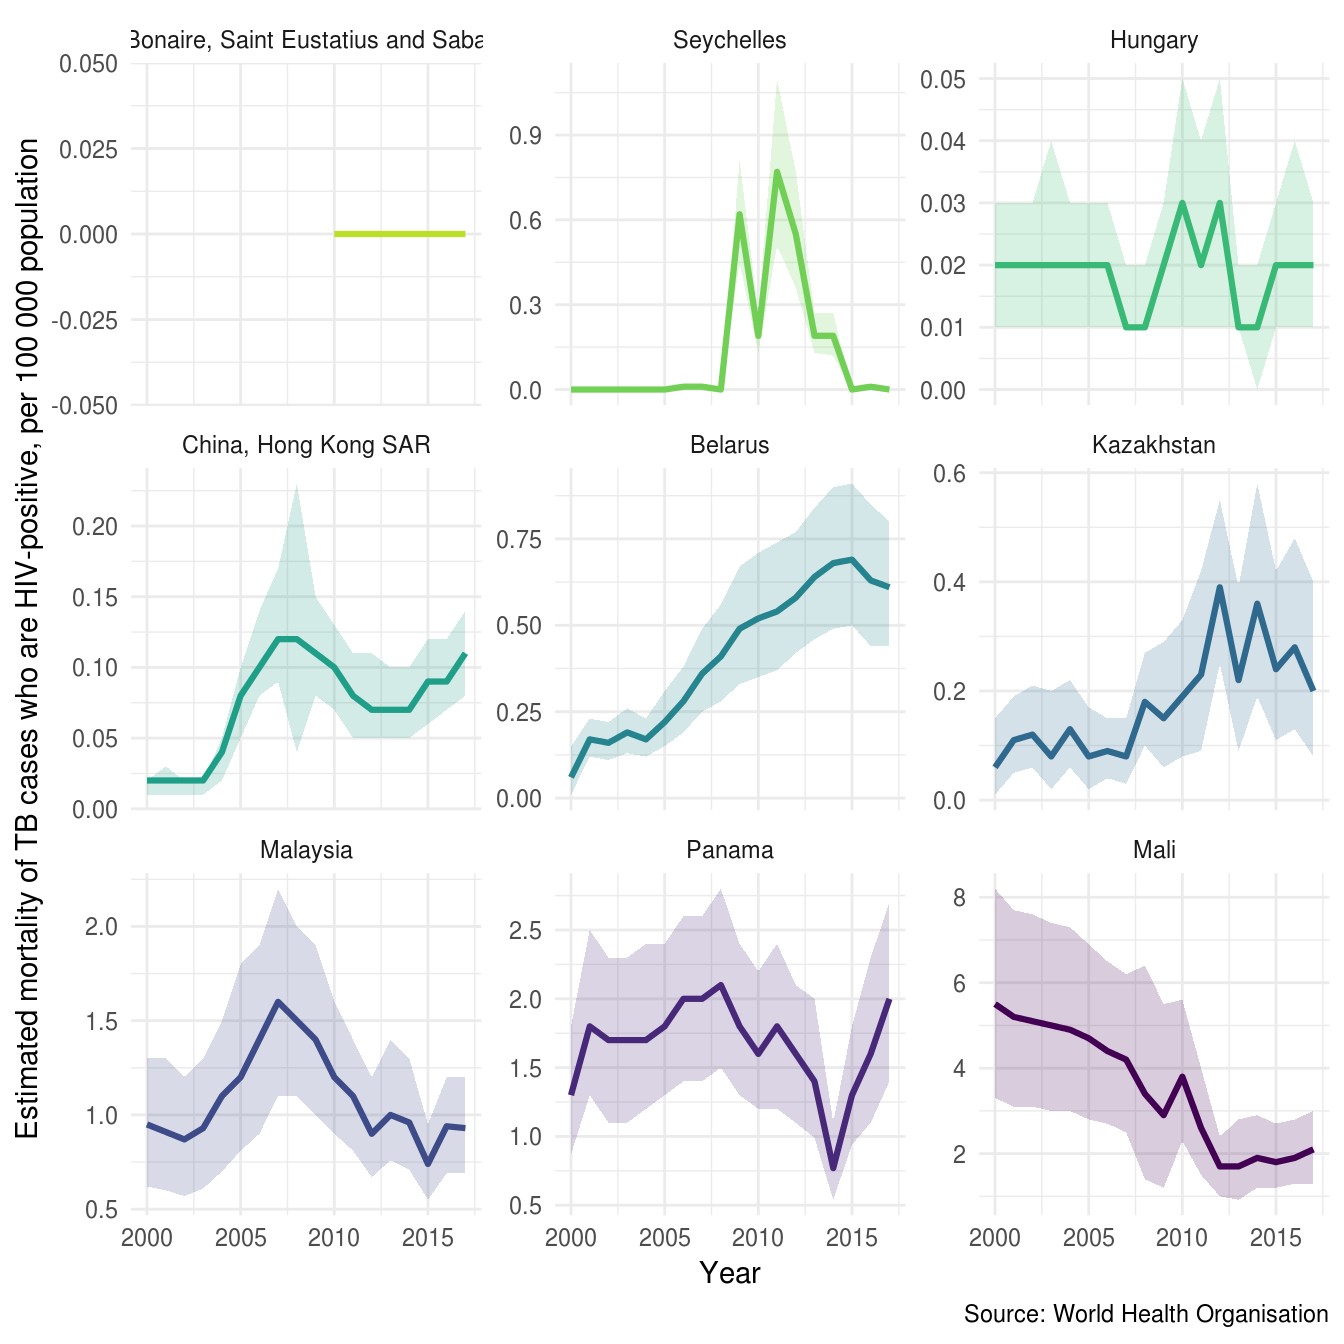 Bonaire, Saint Eustatius and Saba
Seychelles
Hungary
0.050
0.025
0.000
-0.025
-0.050
0.9
0.6
0.3
0.0
0.05
0.04
0.03
0.02
0.01
0.00
China, Hong Kong SAR
Belarus
Kazakhstan
0.20
0.15
0.10
0.05
0.00
0.75
0.50
0.25
0.00
0.6
0.4
0.2
0.0
Malaysia
Panama
Mali
2.0
1.5
1.0
0.5
2.5
2.0
1.5
1.0
0.5
8
6
4
2
2000 2005 2010 2015
2000 2005 2010 2015
2000 2005 2010 2015
Estimated mortality of TB cases who are HIV-positive, per 100 000 population
Year
Source: World Health Organisation